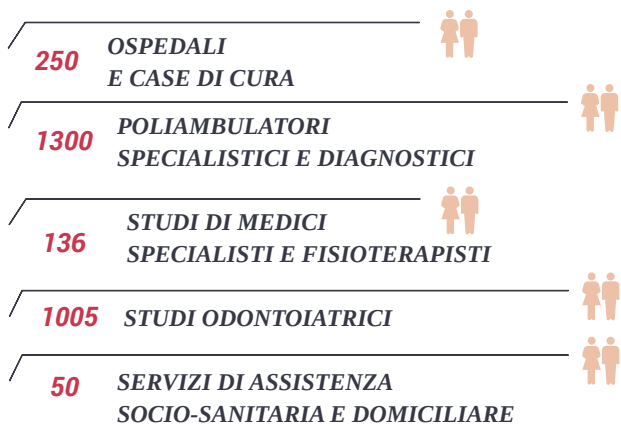 250
OSPEDALI
E CASE DI CURA
1300
POLIAMBULATORI
SPECIALISTICI E DIAGNOSTICI
136
STUDI DI MEDICI
SPECIALISTI E FISIOTERAPISTI
1005 STUDI ODONTOIATRICI
50
SERVIZI DI ASSISTENZA
SOCIO-SANITARIA E DOMICILIARE